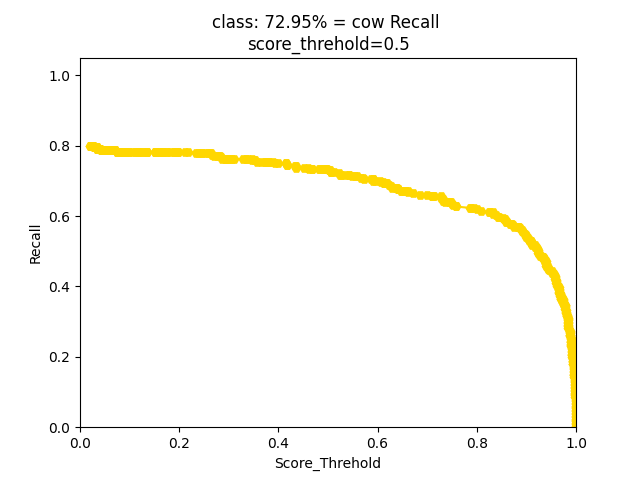 class: 72.95% = cow Recall
score_threhold=0.5
Recall
1.0
0.8
0.6
0.4
0.2
0.0
0.0 0.2 0.4 0.6 0.8 1.0
Score_Threhold